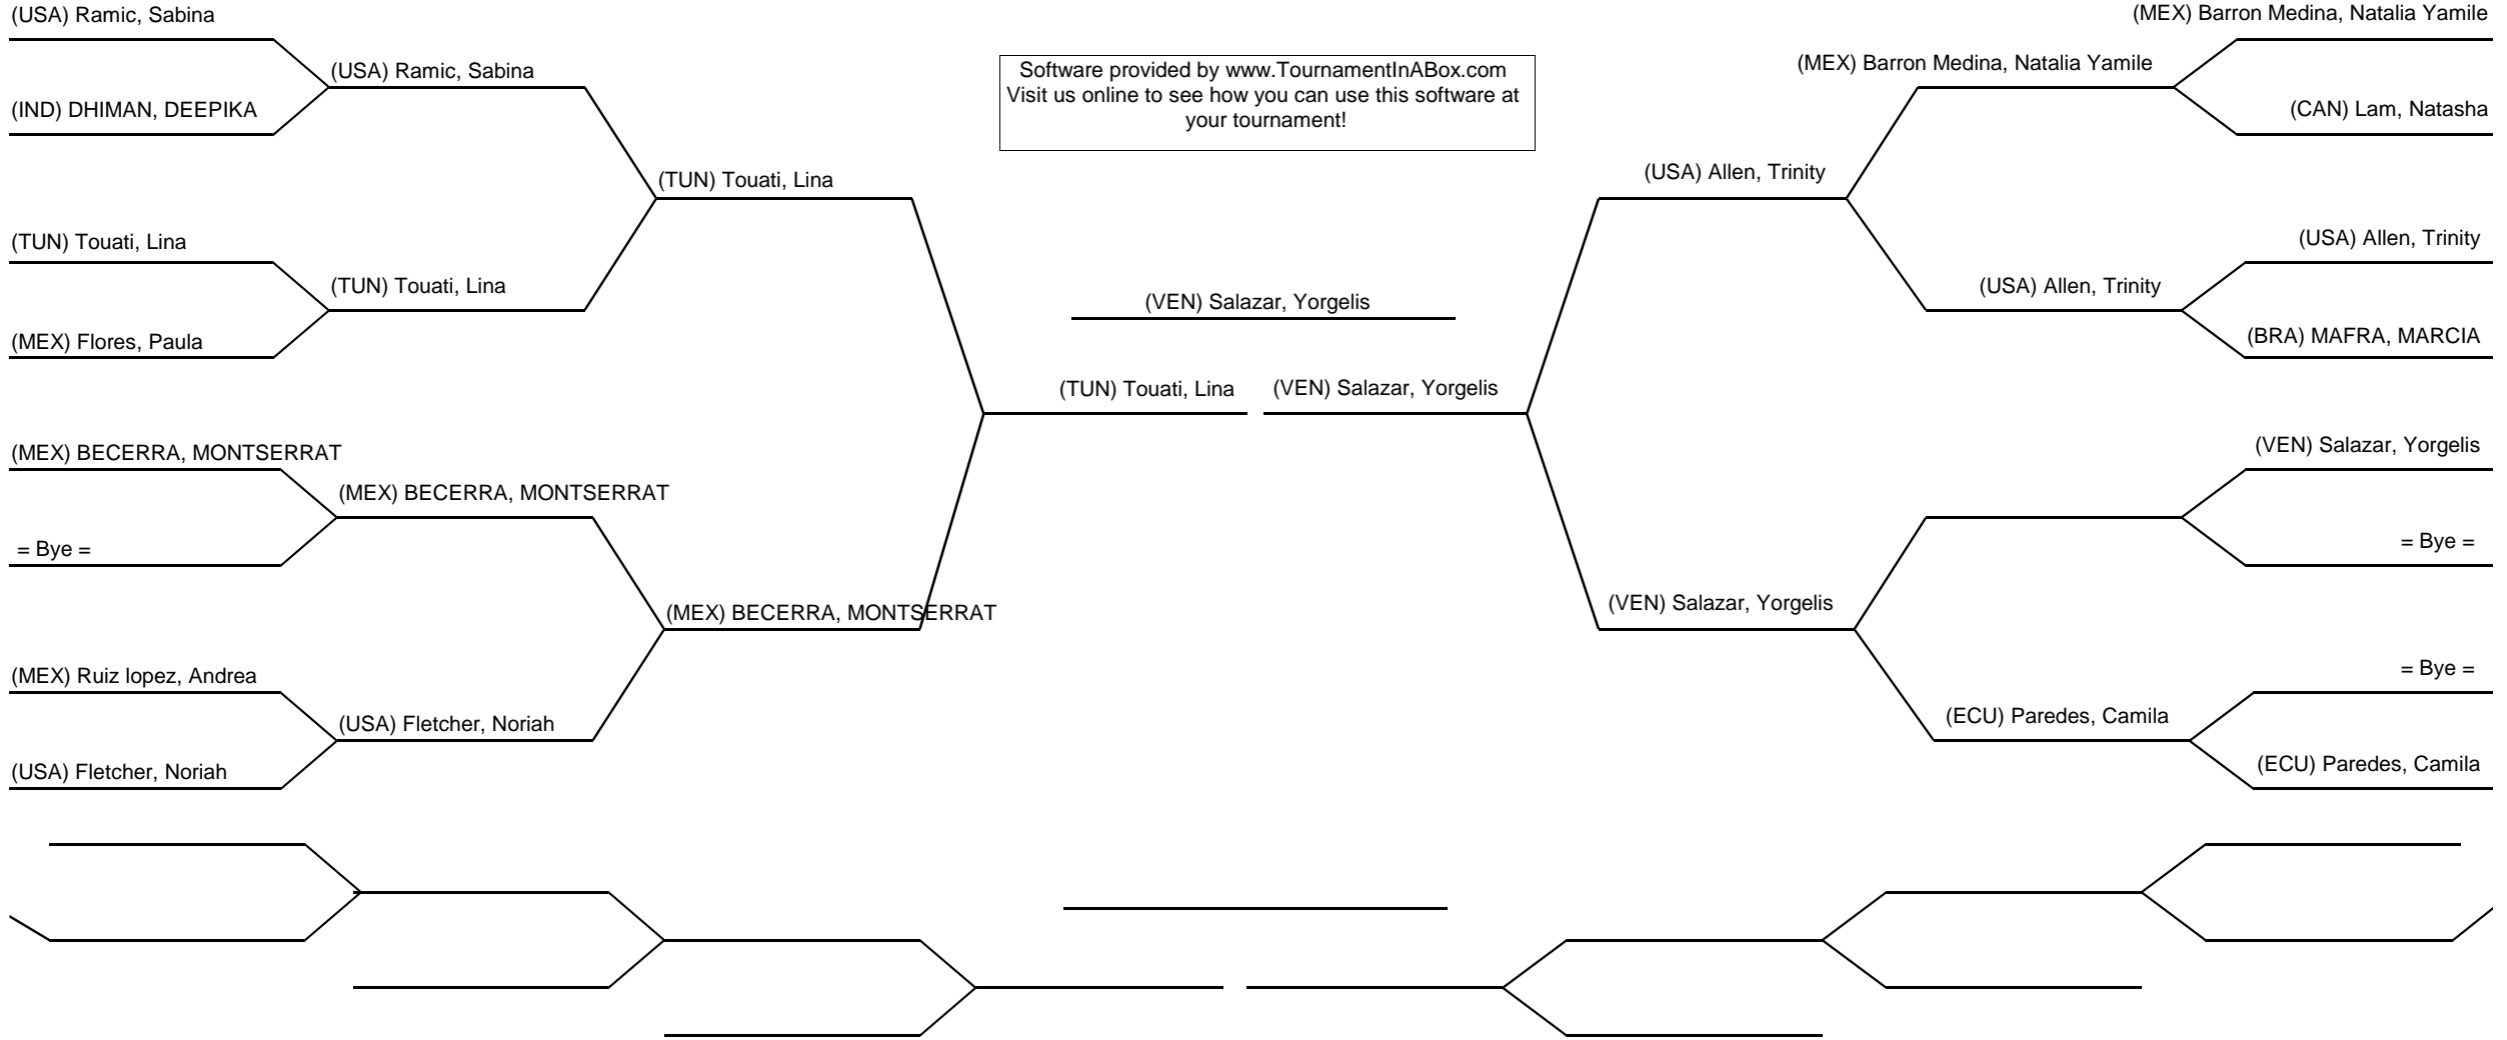 (USA) Ramic, Sabina
(USA) Ramic, Sabina
(IND) DHIMAN, DEEPIKA
(TUN) Touati, Lina
(TUN) Touati, Lina
(TUN) Touati, Lina
(MEX) Flores, Paula
(MEX) BECERRA, MONTSERRAT
(MEX) BECERRA, MONTSERRAT
= Bye =
(MEX) BECERRA, MONTSERRAT
(MEX) Ruiz lopez, Andrea
(USA) Fletcher, Noriah
(USA) Fletcher, Noriah
Software provided by www.TournamentInABox.com
Visit us online to see how you can use this software at
your tournament!
(VEN) Salazar, Yorgelis
(TUN) Touati, Lina
(VEN) Salazar, Yorgelis
(MEX) Barron Medina, Natalia Yamile
(MEX) Barron Medina, Natalia Yamile
(CAN) Lam, Natasha
(USA) Allen, Trinity
(USA) Allen, Trinity
(USA) Allen, Trinity
(BRA) MAFRA, MARCIA
(VEN) Salazar, Yorgelis
= Bye =
(VEN) Salazar, Yorgelis
= Bye =
(ECU) Paredes, Camila
(ECU) Paredes, Camila